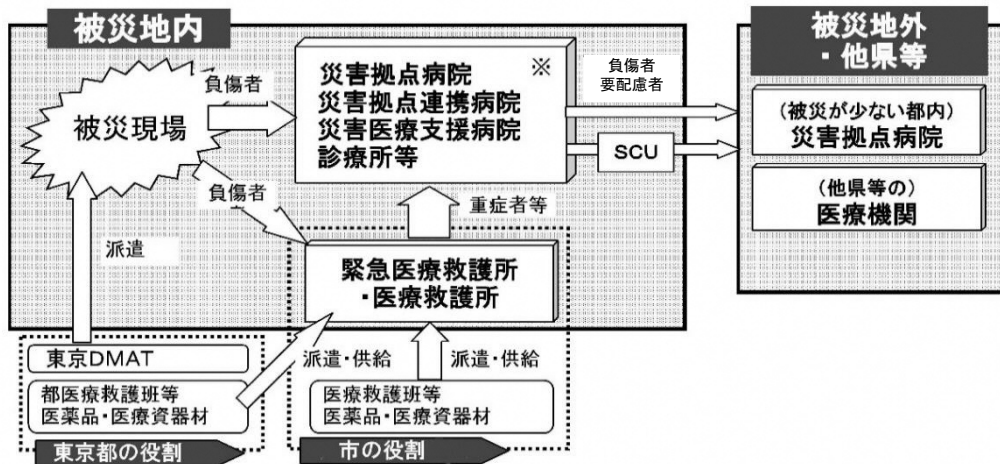 被災地内
被災現場
負傷者
災害拠点病院 ※
災害拠点連携病院
災害医療支援病院
診療所等
負傷者
要配慮者
SCU
被災地外
・他県等
(被災が少ない都内)
災害拠点病院
(他県等の)
医療機関
負傷者
重症者等
派遣
緊急医療救護所
・医療救護所
東京DMAT
都医療救護班等
医薬品・医療資器材
東京都の役割
派遣・供給
派遣・供給
医療救護班等
医薬品・医療資器材
市の役割